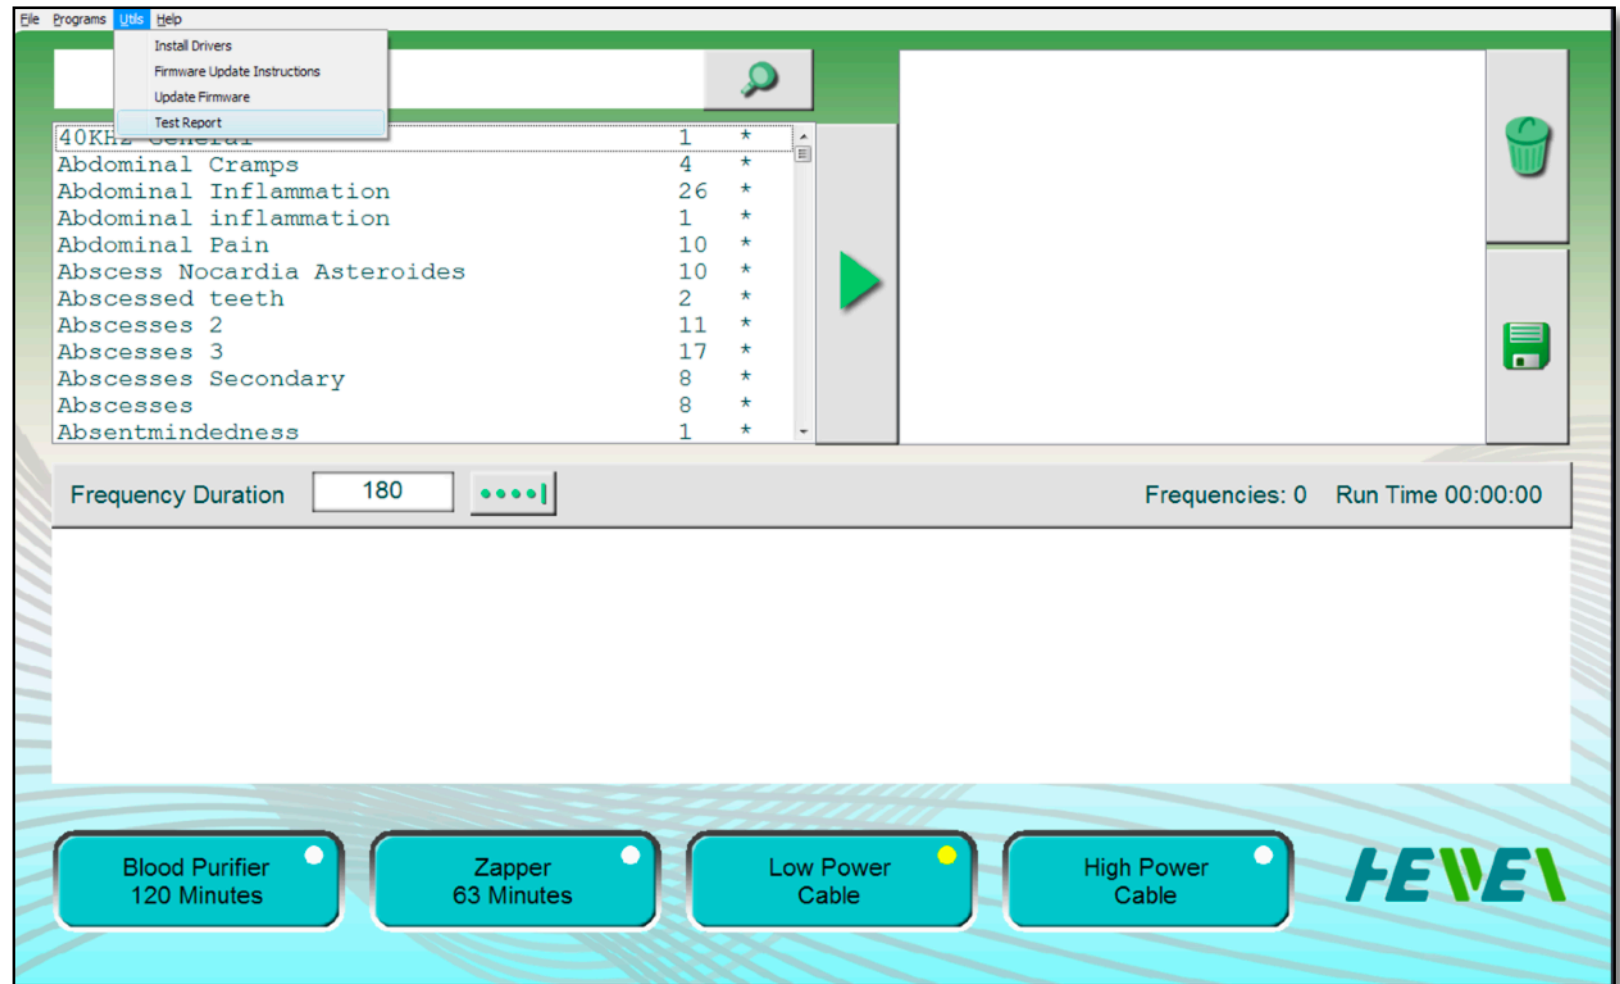 File Programs Utils Help
Install Drivers
Firmware Update Instructions
Update Firmware
Test Report
40KHz General 1 *
Abdominal Cramps 4 *
Abdominal Inflammation 26 *
Abdominal inflammation 1 *
Abdominal Pain 10 *
Abscess Nocardia Asteroides 10 *
Abscessed teeth 2 *
Abscesses 2 11 *
Abscesses 3 17 *
Abscesses Secondary 8 *
Abscesses 8 *
Absentmindedness 1 *
Frequency Duration 180 Frequencies: 0 Run Time 00:00:00
Blood Purifier
120 Minutes
Zapper
63 Minutes
Low Power
Cable
High Power
Cable